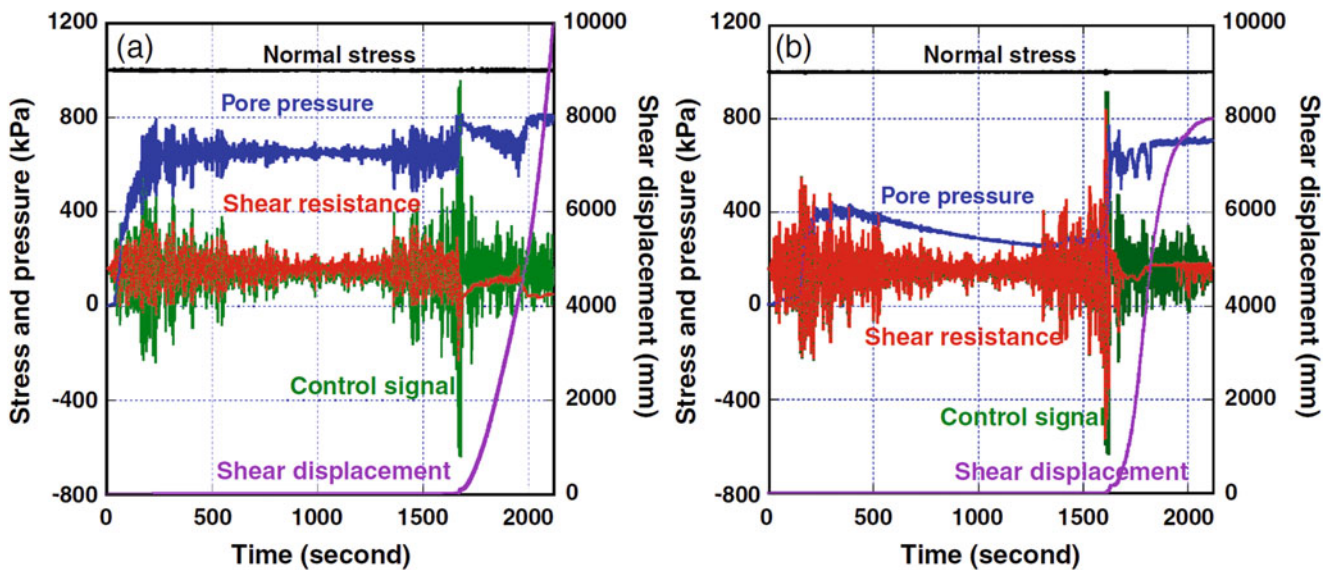 (a)
Normal stress
Pore pressure
Shear resistance
Control signal
Shear displacement
Stress and pressure (kPa)
1200
800
400
0
-400
-800
Shear displacement (mm)
10000
8000
6000
4000
2000
0
0 500 1000 1500 2000
Time (second)
(b)
Normal stress
Pore pressure
Shear resistance
Control signal
Shear displacement
Stress and pressure (kPa)
1200
800
400
0
-400
-800
Shear displacement (mm)
10000
8000
6000
4000
2000
0
0 500 1000 1500 2000
Time (second)